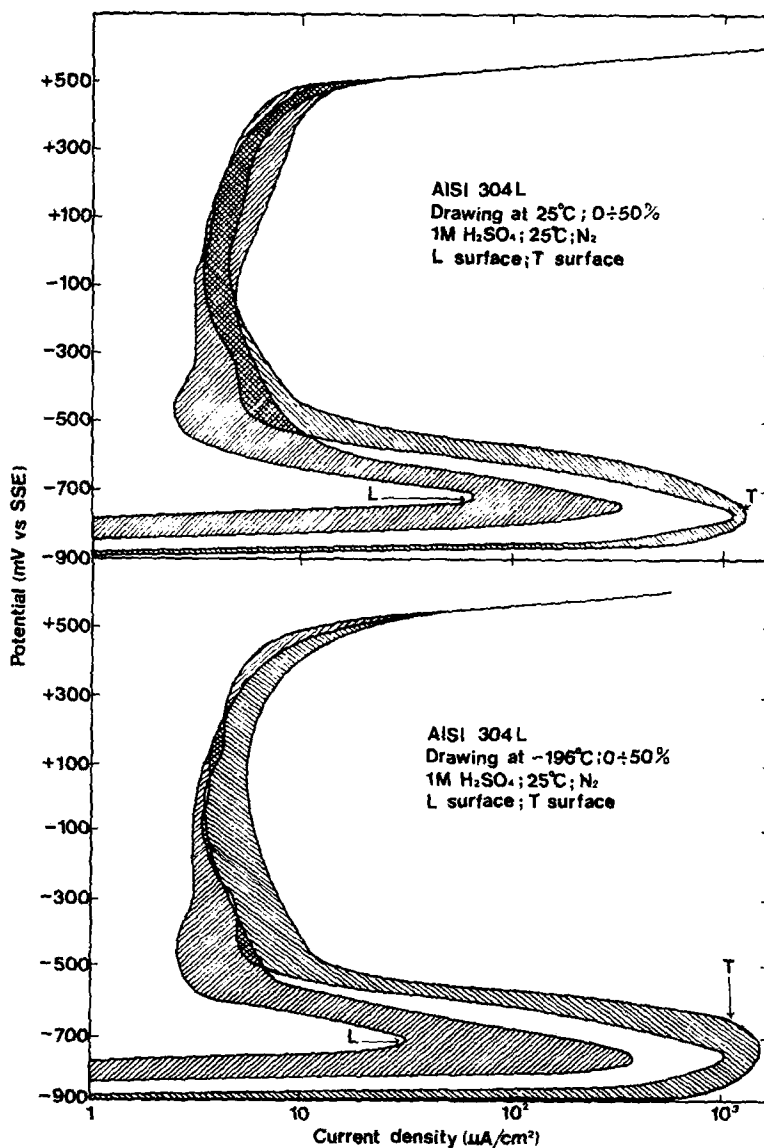 +500
+300
+100
-100
-300
-500
-700
-900
AISI 304L
Drawing at 25°C; 0÷50%
1M H₂SO₄; 25°C; N₂
L surface; T surface
L
T
Potential (mV vs SSE)
+500
+300
+100
-100
-300
-500
-700
-900
AISI 304L
Drawing at -196°C; 0÷50%
1M H₂SO₄; 25°C; N₂
L surface; T surface
T
L
1
10
10²
10³
Current density (µA/cm²)